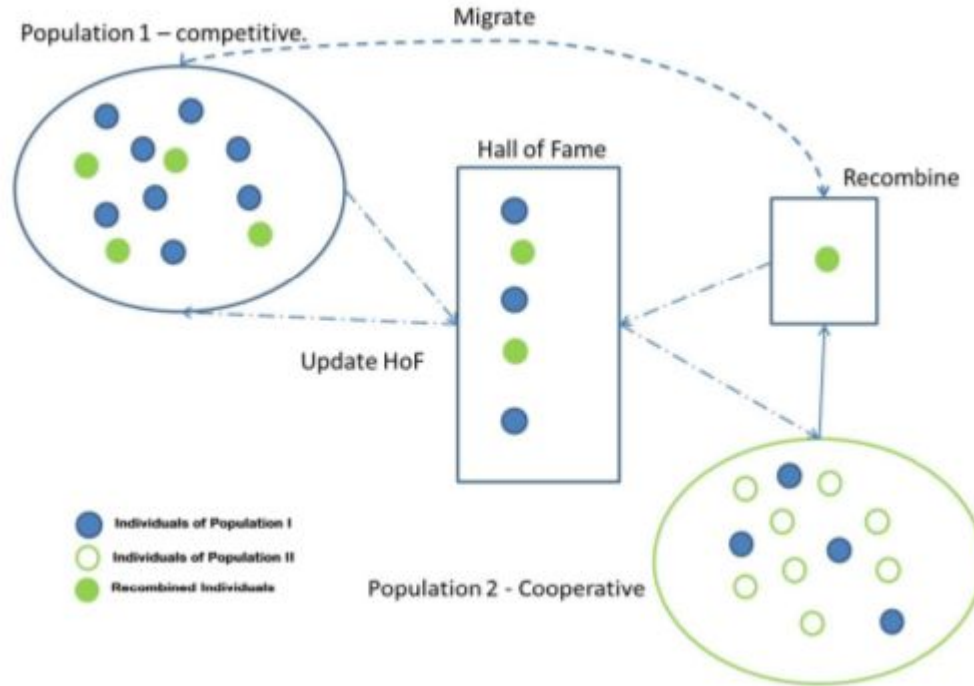 Migrate
Population 1 – competitive.
Hall of Fame
Recombine
Update HoF
Individuals of Population I
Individuals of Population II
Recombined Individuals
Population 2 - Cooperative